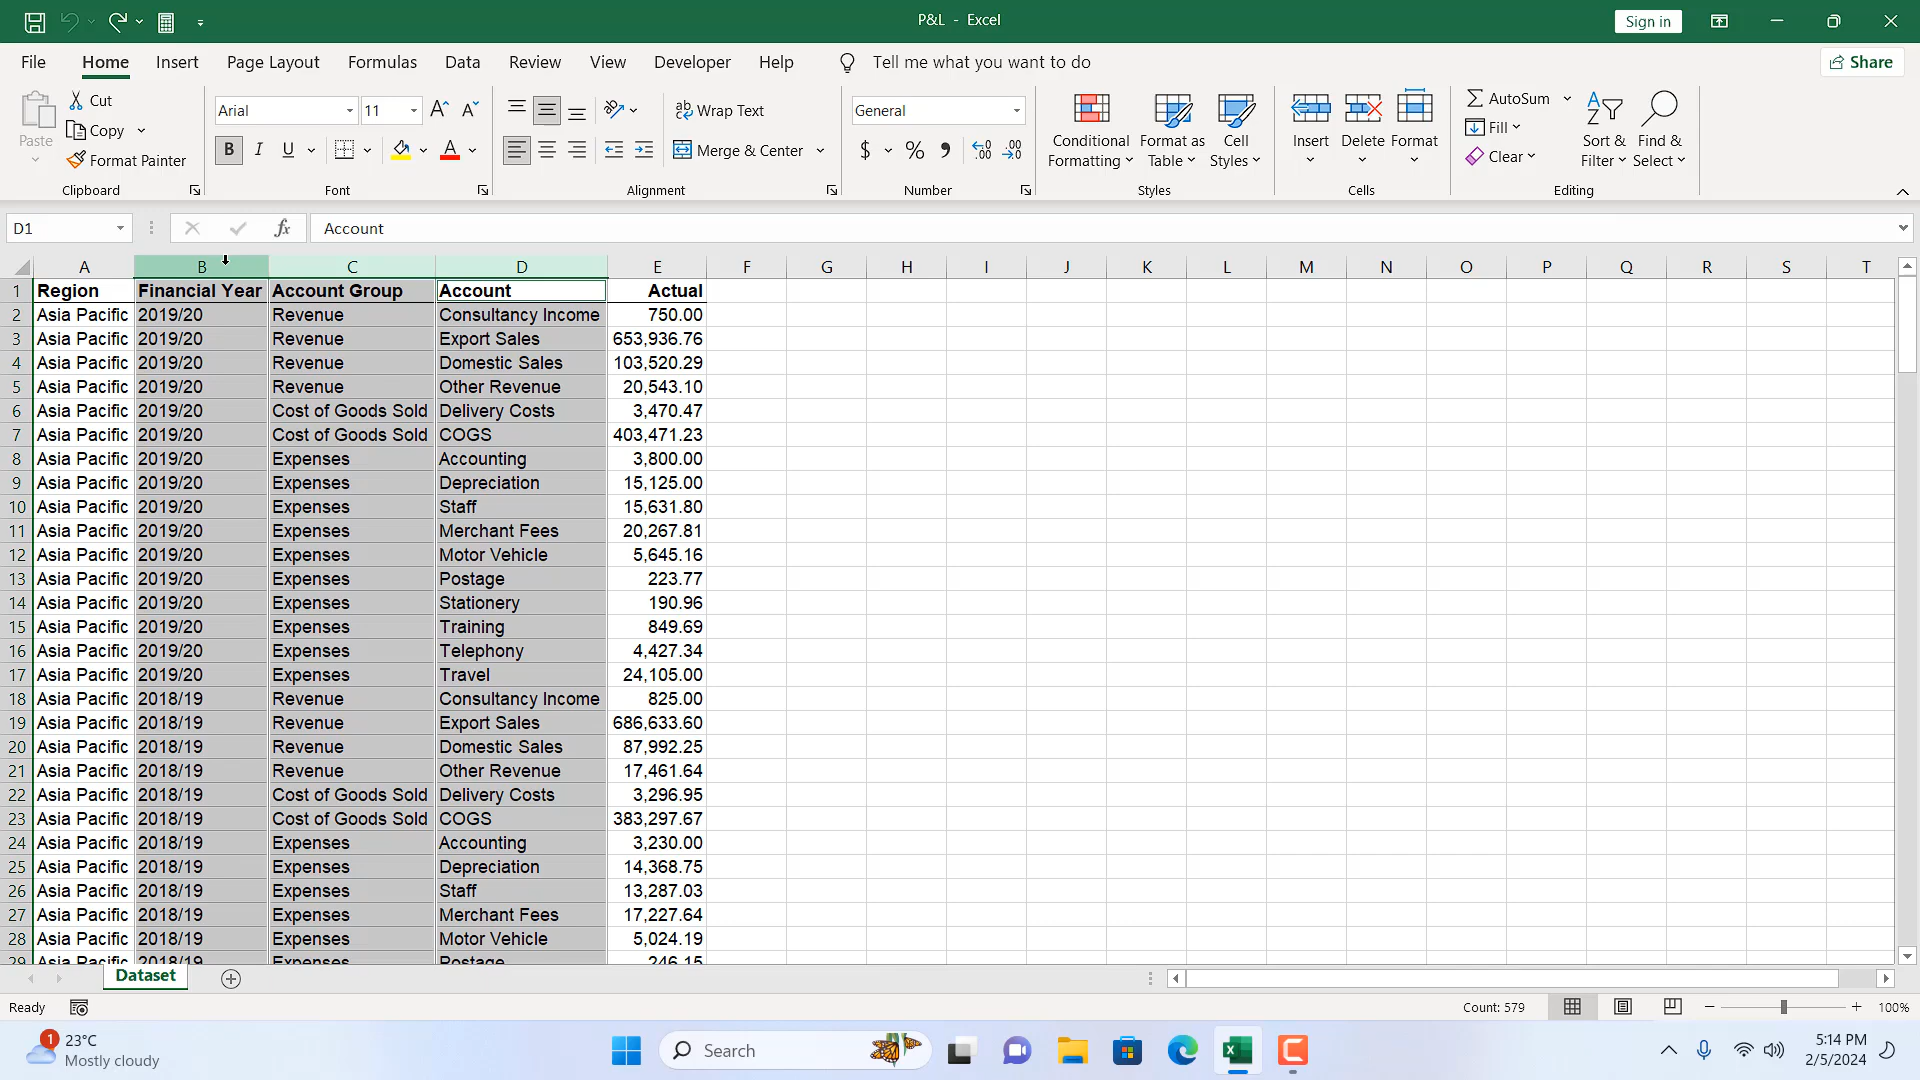 P&L - Excel
Sign in
File Home Insert Page Layout Formulas Data Review View Developer Help Tell me what you want to do Share
Paste
Cut
Copy
Format Painter
Clipboard
Arial 11
B I U
Font
Wrap Text
Merge & Center
Alignment
General
$ % ,
Number
Conditional Formatting
Format as Table
Cell Styles
Styles
Insert Delete Format
Cells
AutoSum
Fill
Clear
Sort & Filter
Find & Select
Editing
D1 fx Account
A B C D E F G H I J K L M N O P Q R S T
1 Region Financial Year Account Group Account Actual
2 Asia Pacific 2019/20 Revenue Consultancy Income 750.00
3 Asia Pacific 2019/20 Revenue Export Sales 653,936.76
4 Asia Pacific 2019/20 Revenue Domestic Sales 103,520.29
5 Asia Pacific 2019/20 Revenue Other Revenue 20,543.10
6 Asia Pacific 2019/20 Cost of Goods Sold Delivery Costs 3,470.47
7 Asia Pacific 2019/20 Cost of Goods Sold COGS 403,471.23
8 Asia Pacific 2019/20 Expenses Accounting 3,800.00
9 Asia Pacific 2019/20 Expenses Depreciation 15,125.00
10 Asia Pacific 2019/20 Expenses Staff 15,631.80
11 Asia Pacific 2019/20 Expenses Merchant Fees 20,267.81
12 Asia Pacific 2019/20 Expenses Motor Vehicle 5,645.16
13 Asia Pacific 2019/20 Expenses Postage 223.77
14 Asia Pacific 2019/20 Expenses Stationery 190.96
15 Asia Pacific 2019/20 Expenses Training 849.69
16 Asia Pacific 2019/20 Expenses Telephony 4,427.34
17 Asia Pacific 2019/20 Expenses Travel 24,105.00
18 Asia Pacific 2018/19 Revenue Consultancy Income 825.00
19 Asia Pacific 2018/19 Revenue Export Sales 686,633.60
20 Asia Pacific 2018/19 Revenue Domestic Sales 87,992.25
21 Asia Pacific 2018/19 Revenue Other Revenue 17,461.64
22 Asia Pacific 2018/19 Cost of Goods Sold Delivery Costs 3,296.95
23 Asia Pacific 2018/19 Cost of Goods Sold COGS 383,297.67
24 Asia Pacific 2018/19 Expenses Accounting 3,230.00
25 Asia Pacific 2018/19 Expenses Depreciation 14,368.75
26 Asia Pacific 2018/19 Expenses Staff 13,287.03
27 Asia Pacific 2018/19 Expenses Merchant Fees 17,227.64
28 Asia Pacific 2018/19 Expenses Motor Vehicle 5,024.19
29 Asia Pacific 2018/19 Expenses Postage 246.15
Dataset
Ready Count: 579 100%
1 23°C
Mostly cloudy
Search
5:14 PM
2/5/2024